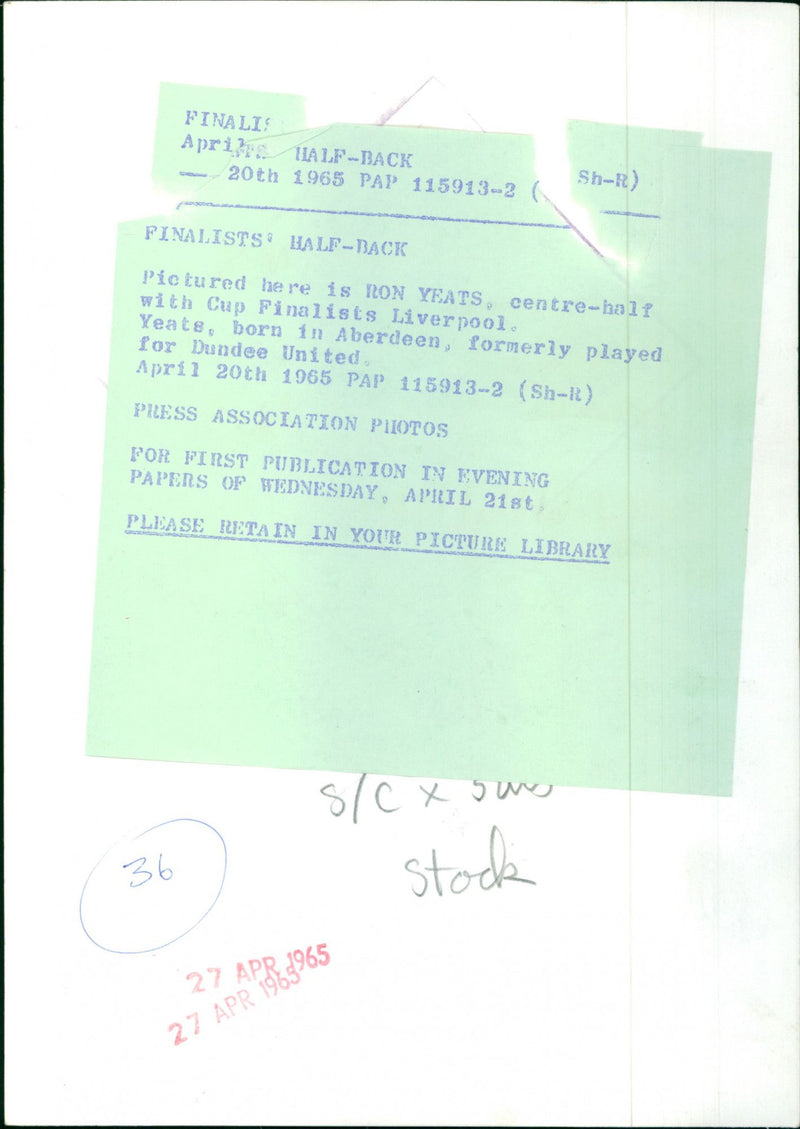 FINALIS
April
HALF-BACK
20th 1965 PAP 115913-2 ( Sh-R)
FINALISTS' HALF-BACK
Pictured here is RON YEATS, centre-half
with Cup Finalists Liverpool.
Yeats, born in Aberdeen, formerly played
for Dundee United.
April 20th 1965 PAP 115913-2 (Sh-R)
PRESS ASSOCIATION PHOTOS
FOR FIRST PUBLICATION IN EVENING
PAPERS OF WEDNESDAY, APRIL 21st.
PLEASE RETAIN IN YOUR PICTURE LIBRARY
S/C x
Stock
36
27 APR 1965
27 APR 1965